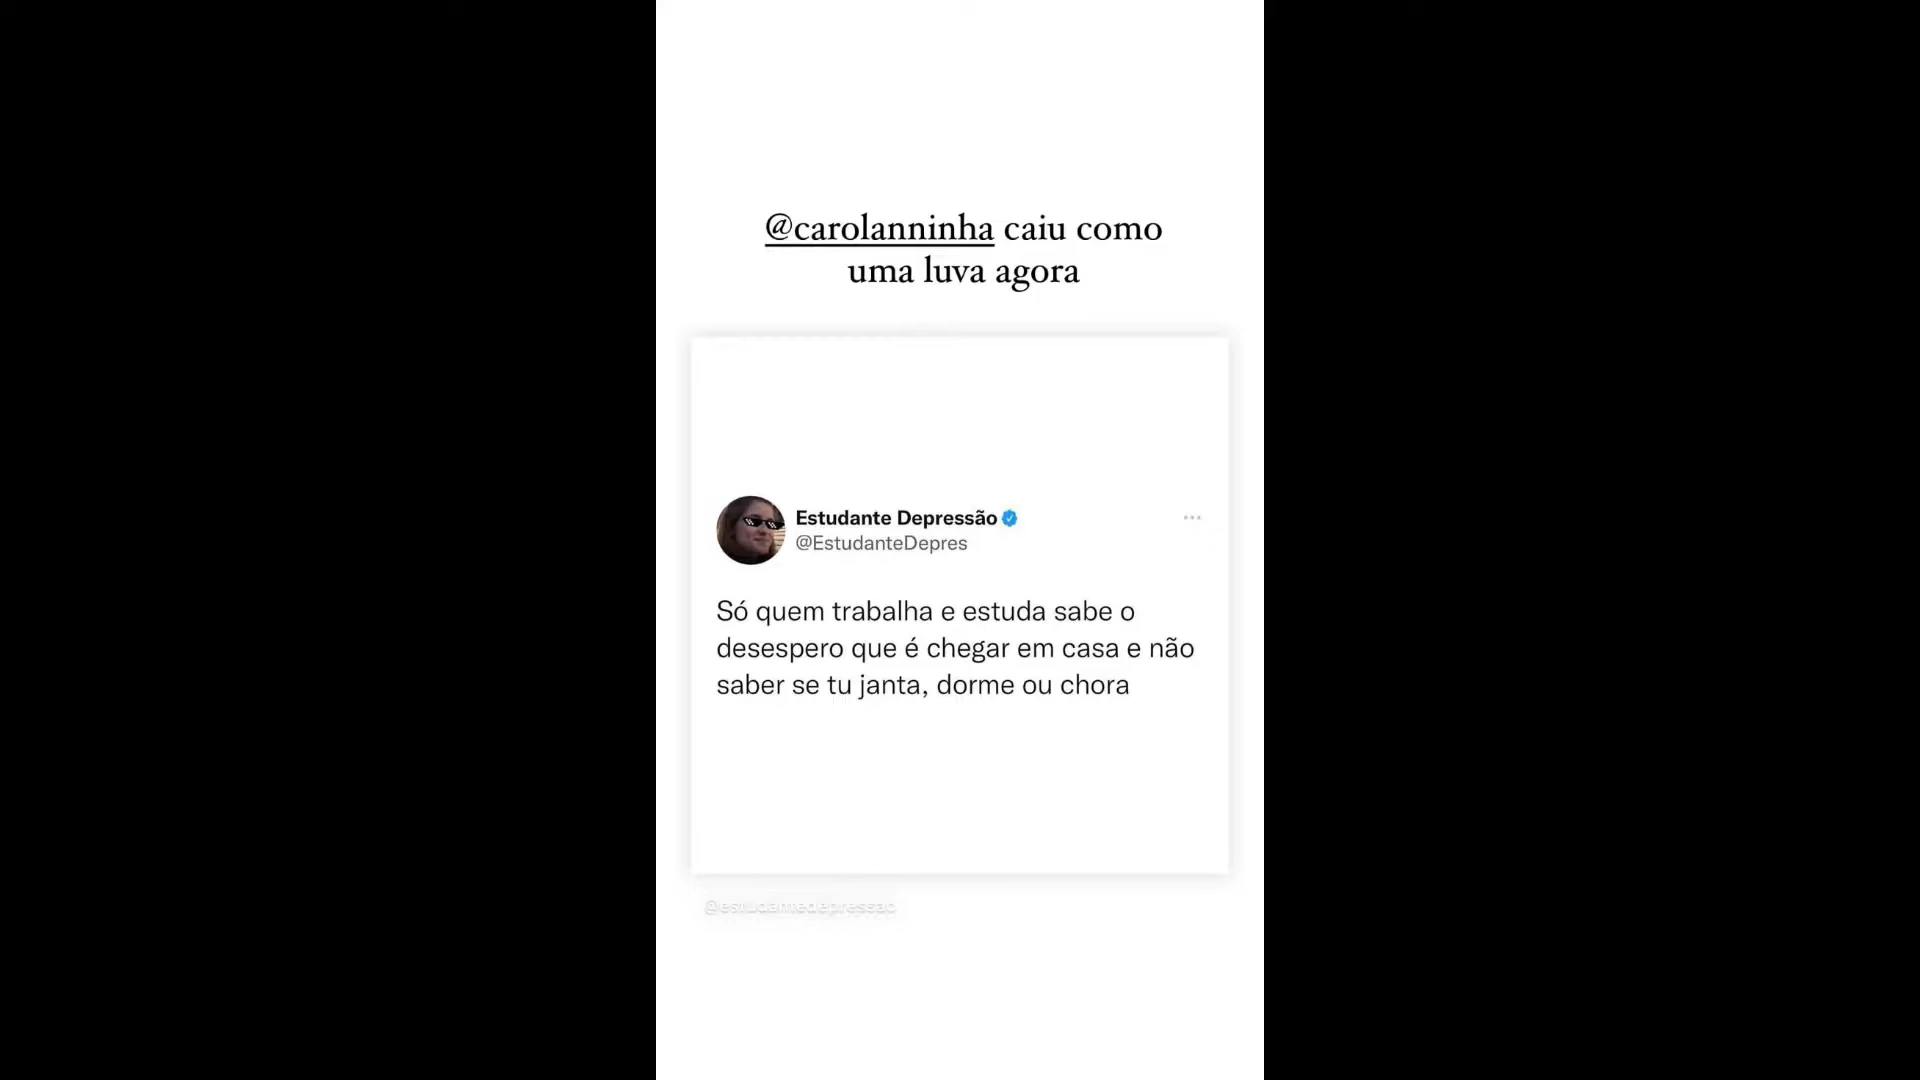 @carolanninha caiu como
uma luva agora
Estudante Depressão
@EstudanteDepres
Só quem trabalha e estuda sabe o
desespero que é chegar em casa e não
saber se tu janta, dorme ou chora
@estudantedepressao